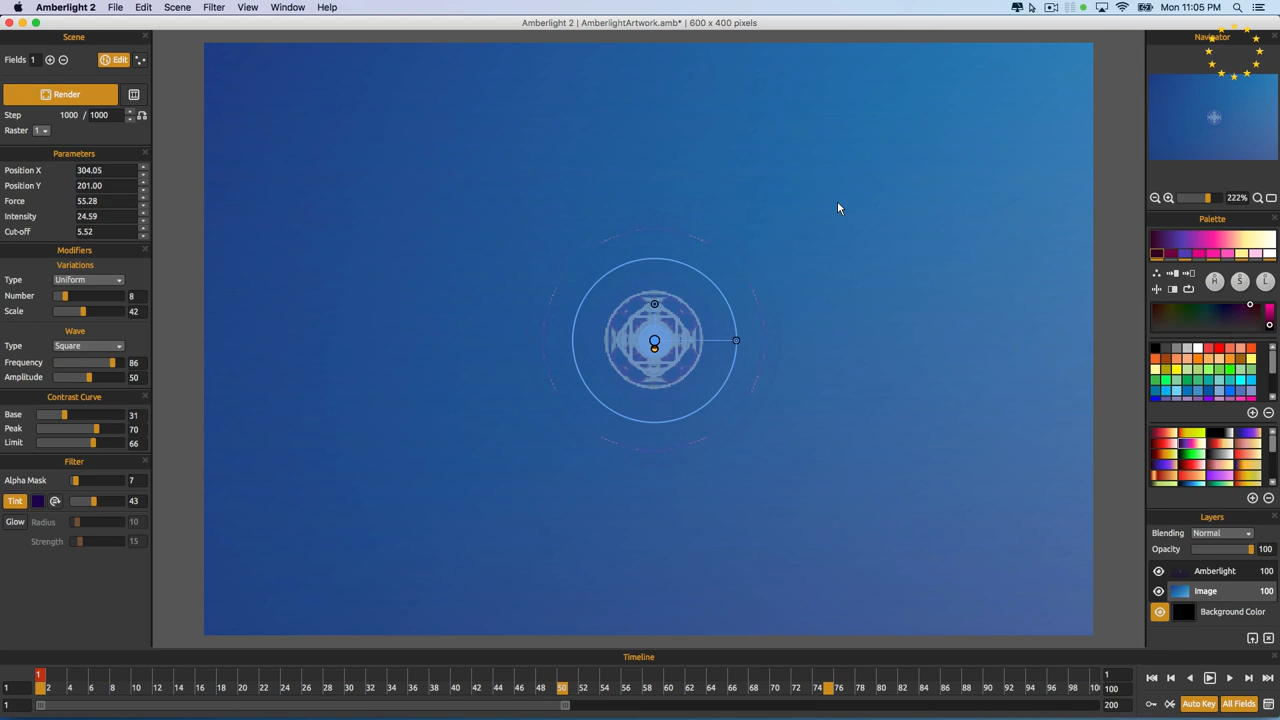 Amberlight 2 File Edit Scene Filter View Window Help Mon 11:05 PM
Amberlight 2 | AmberlightArtwork.amb* | 600 x 400 pixels
Scene
Fields 1 Edit
Render
Step 1000 / 1000
Raster 1
Parameters
Position X 304.05
Position Y 201.00
Force 55.28
Intensity 24.59
Cut-off 5.52
Modifiers
Variations
Type Uniform
Number 8
Scale 42
Wave
Type Square
Frequency 86
Amplitude 50
Contrast Curve
Base 31
Peak 70
Limit 66
Filter
Alpha Mask 7
Tint 43
Glow Radius 10
Strength 15
Navigator
222%
Palette
H S L
Layers
Blending Normal
Opacity 100
Amberlight 100
Image 100
Background Color
Timeline
1 1
1 2 4 6 8 10 12 14 16 18 20 22 24 26 28 30 32 34 36 38 40 42 44 46 48 50 52 54 56 58 60 62 64 66 68 70 72 74 76 78 80 82 84 86 88 90 92 94 96 98 10 100
1 200
Auto Key All Fields